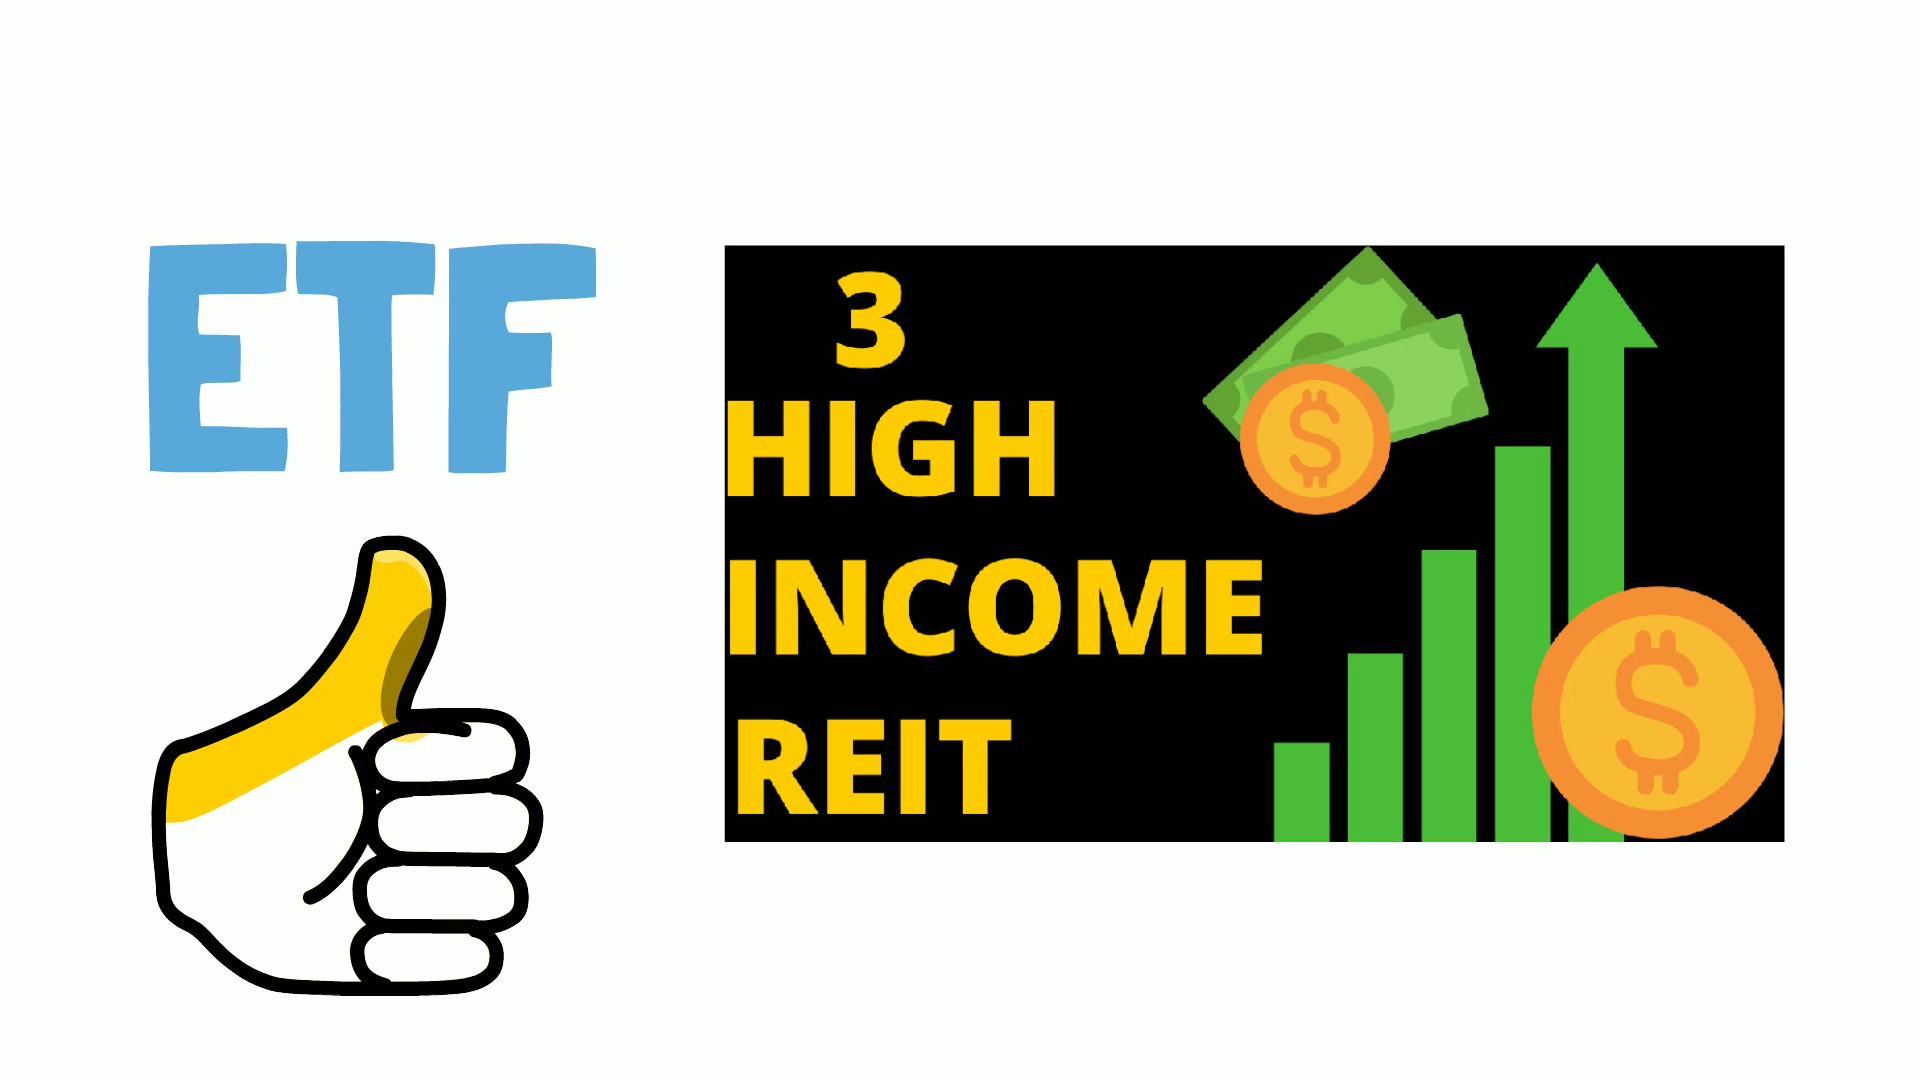 ETF
3
HIGH
INCOME
REIT
$
$